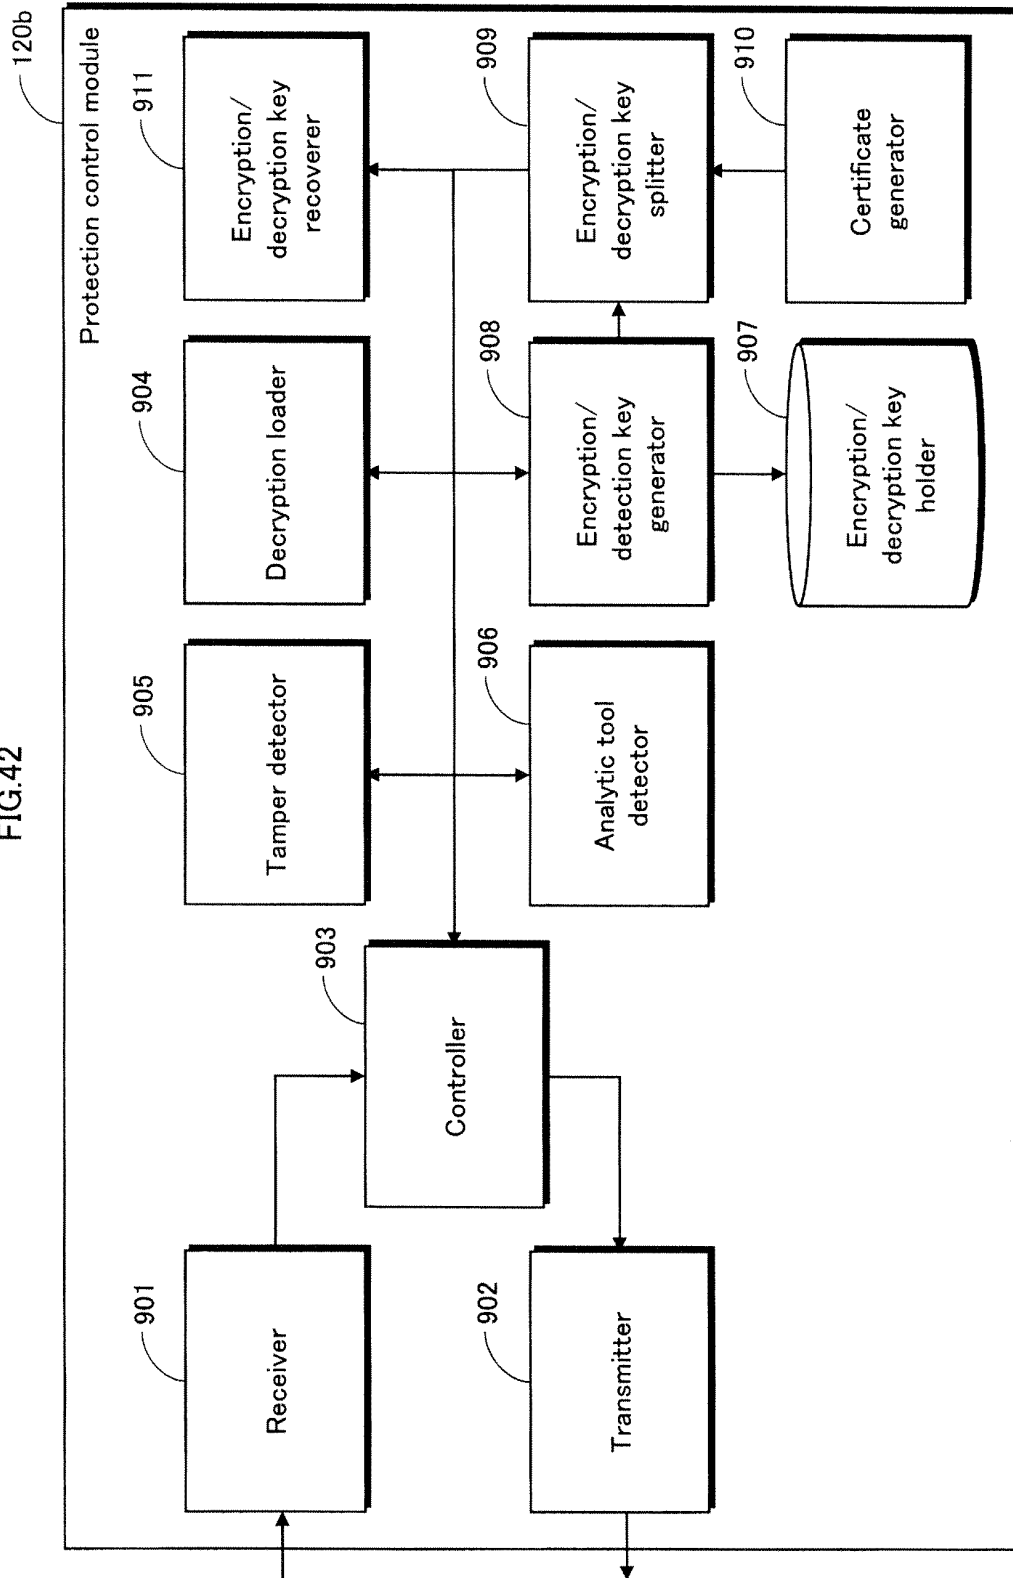 FIG.42
120b
Protection control module
901
Receiver
902
Transmitter
903
Controller
905
Tamper detector
906
Analytic tool
detector
904
Decryption loader
908
Encryption/
detection key
generator
907
Encryption/
decryption key
holder
911
Encryption/
decryption key
recoverer
909
Encryption/
decryption key
splitter
910
Certificate
generator